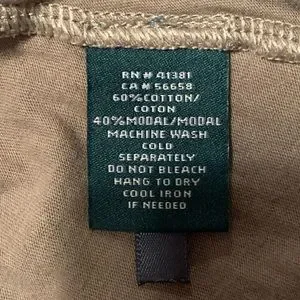 RN # 41381
CA # 56658
60%COTTON/
COTON
40%MODAL/MODAL
MACHINE WASH
COLD
SEPARATELY
DO NOT BLEACH
HANG TO DRY
COOL IRON
IF NEEDED